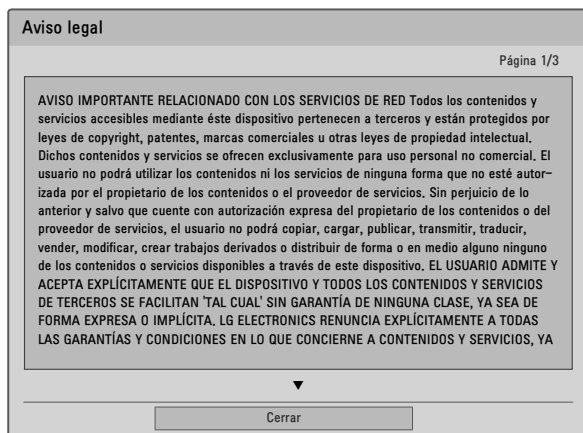 Aviso legal
Página 1/3
AVISO IMPORTANTE RELACIONADO CON LOS SERVICIOS DE RED Todos los contenidos y
servicios accesibles mediante éste dispositivo pertenecen a terceros y están protegidos por
leyes de copyright, patentes, marcas comerciales u otras leyes de propiedad intelectual.
Dichos contenidos y servicios se ofrecen exclusivamente para uso personal no comercial. El
usuario no podrá utilizar los contenidos ni los servicios de ninguna forma que no esté autor-
izada por el propietario de los contenidos o el proveedor de servicios. Sin perjuicio de lo
anterior y salvo que cuente con autorización expresa del propietario de los contenidos o del
proveedor de servicios, el usuario no podrá copiar, cargar, publicar, transmitir, traducir,
vender, modificar, crear trabajos derivados o distribuir de forma o en medio alguno ninguno
de los contenidos o servicios disponibles a través de este dispositivo. EL USUARIO ADMITE Y
ACEPTA EXPLÍCITAMENTE QUE EL DISPOSITIVO Y TODOS LOS CONTENIDOS Y SERVICIOS
DE TERCEROS SE FACILITAN 'TAL CUAL' SIN GARANTÍA DE NINGUNA CLASE, YA SEA DE
FORMA EXPRESA O IMPLÍCITA. LG ELECTRONICS RENUNCIA EXPLÍCITAMENTE A TODAS
LAS GARANTÍAS Y CONDICIONES EN LO QUE CONCIERNE A CONTENIDOS Y SERVICIOS, YA
Cerrar